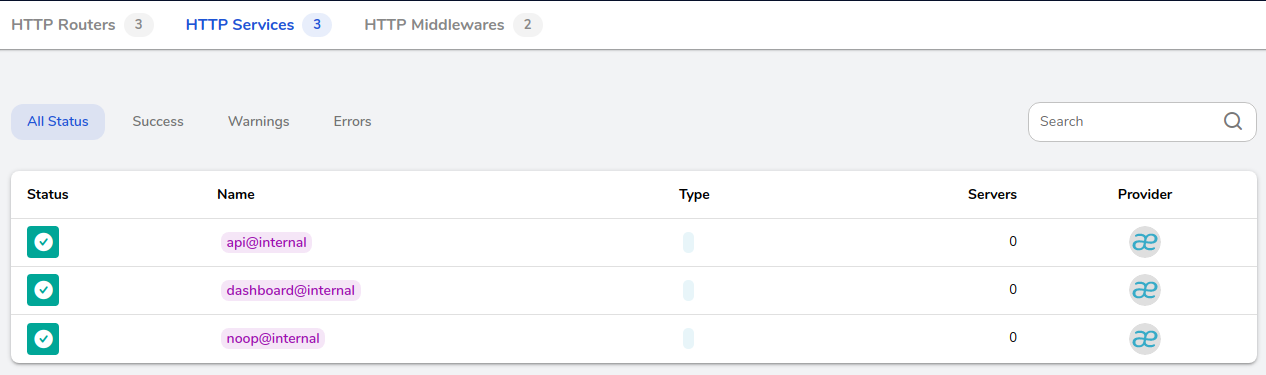 HTTP Routers 3 HTTP Services 3 HTTP Middlewares 2
All Status Success Warnings Errors Search
Status Name Type Servers Provider
api@internal 0
dashboard@internal 0
noop@internal 0